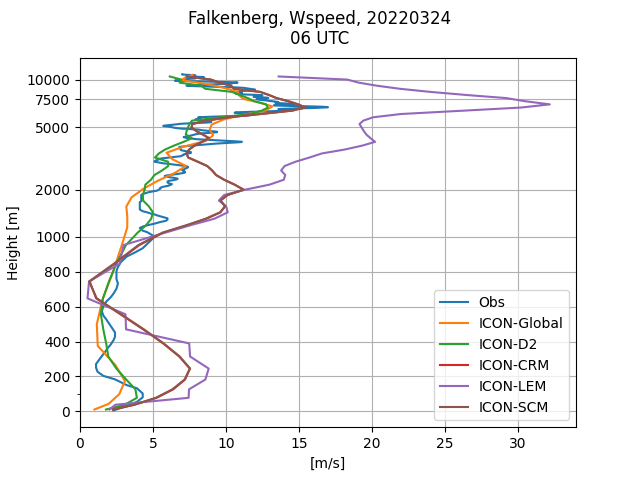 Falkenberg, Wspeed, 20220324
06 UTC
Height [m]
10000
7500
5000
2000
1000
800
600
400
200
0
0 5 10 15 20 25 30
[m/s]
Obs
ICON-Global
ICON-D2
ICON-CRM
ICON-LEM
ICON-SCM